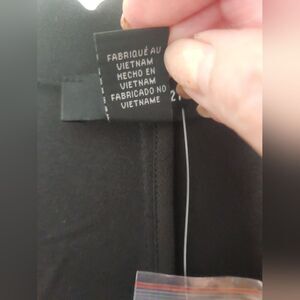 FABRIQUÉ AU
VIETNAM
HECHO EN
VIETNAM
FABRICADO NO
VIETNAME